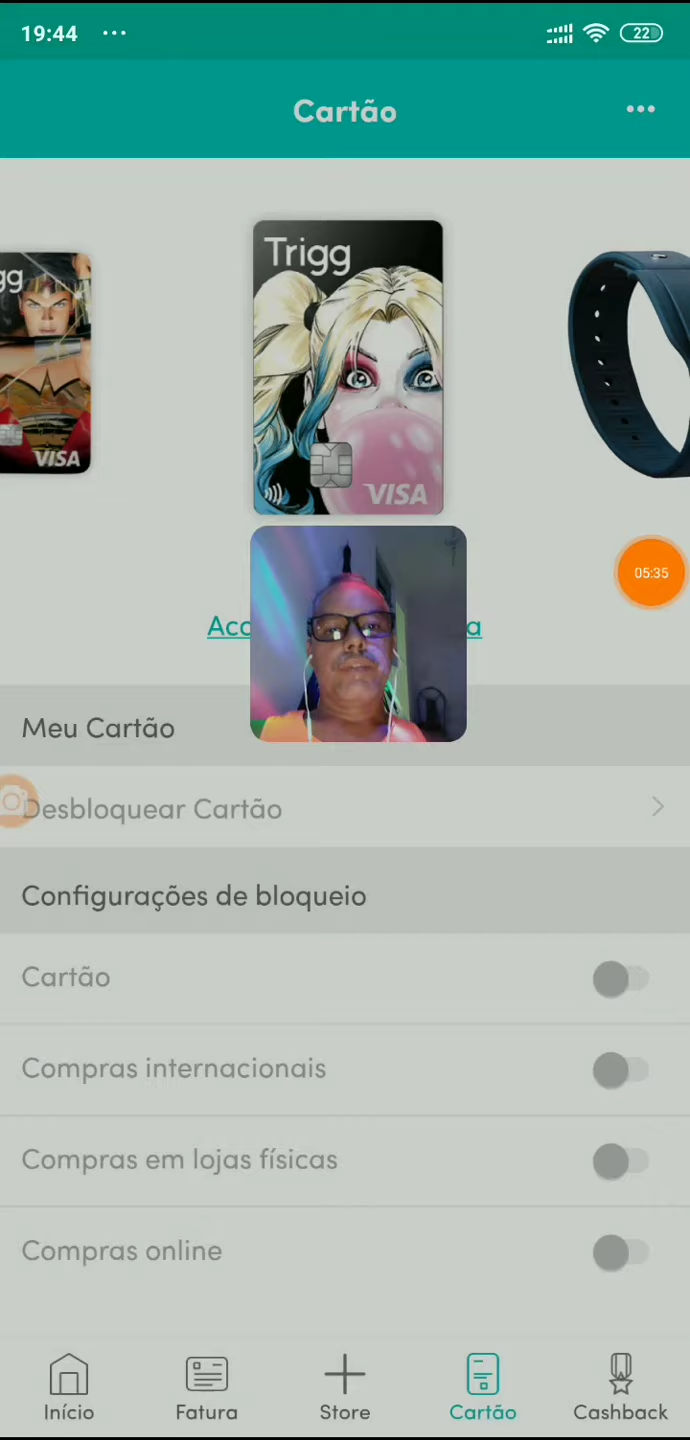 19:44 ... 22
Cartão
Trigg
gg
VISA
VISA
05:35
Meu Cartão
Desbloquear Cartão
Configurações de bloqueio
Cartão
Compras internacionais
Compras em lojas físicas
Compras online
Início Fatura Store Cartão Cashback